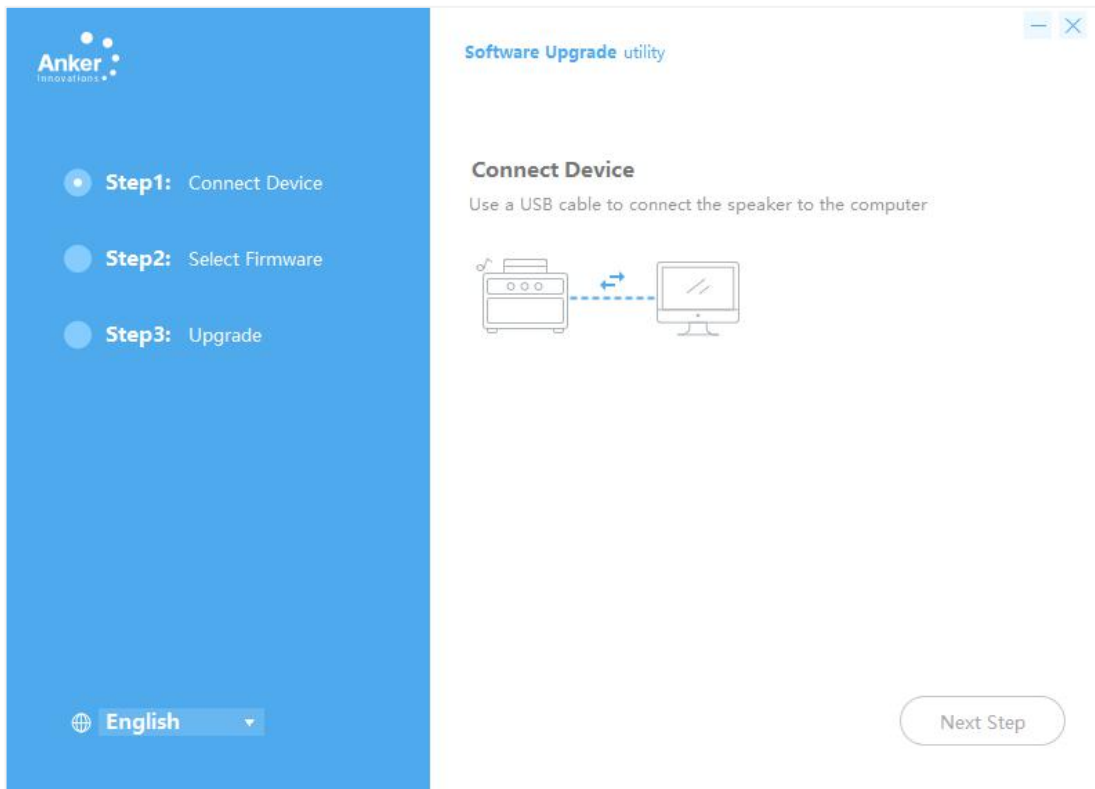 Anker
Innovations
Software Upgrade utility
Step1: Connect Device
Step2: Select Firmware
Step3: Upgrade
Connect Device
Use a USB cable to connect the speaker to the computer
English
Next Step